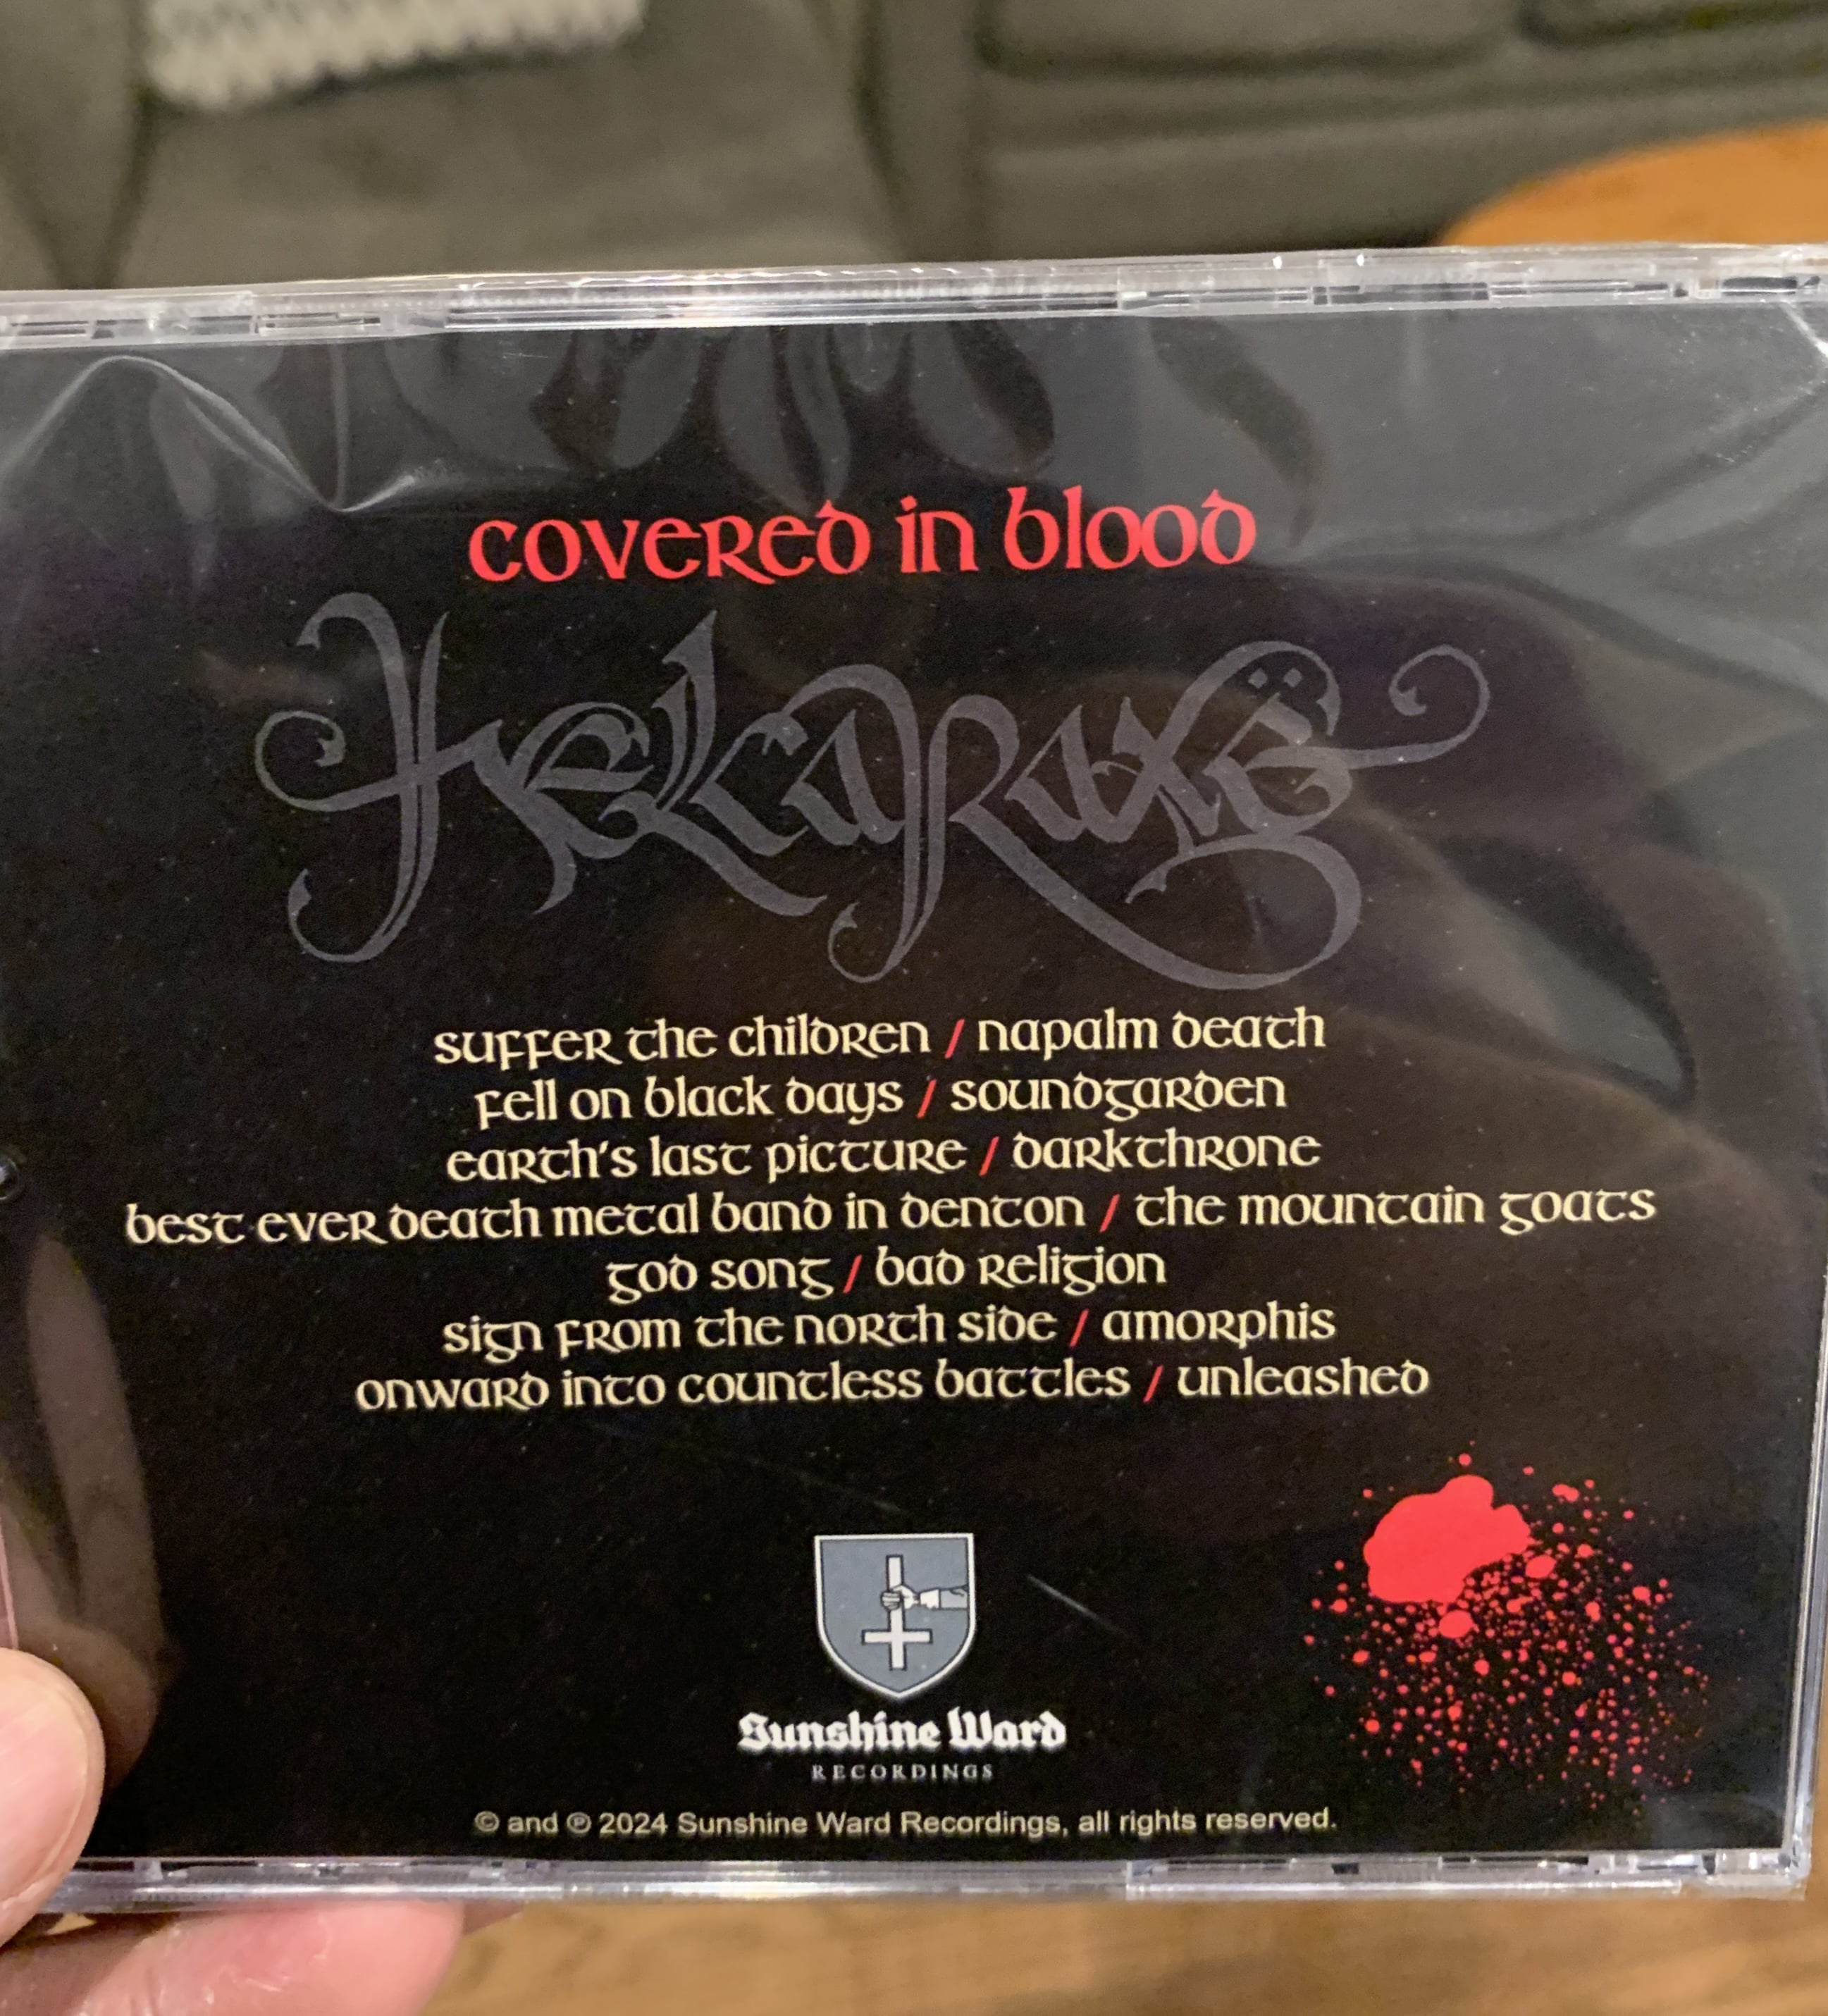 covered in blood
Helcaraxë
suffer the children / napalm death
fell on black days / soundgarden
earth's last picture / darkthrone
best ever death metal band in denton / the mountain goats
god song / bad religion
sign from the north side / amorphis
onward into countless battles / unleashed
Sunshine Ward
RECORDINGS
© and ℗ 2024 Sunshine Ward Recordings, all rights reserved.